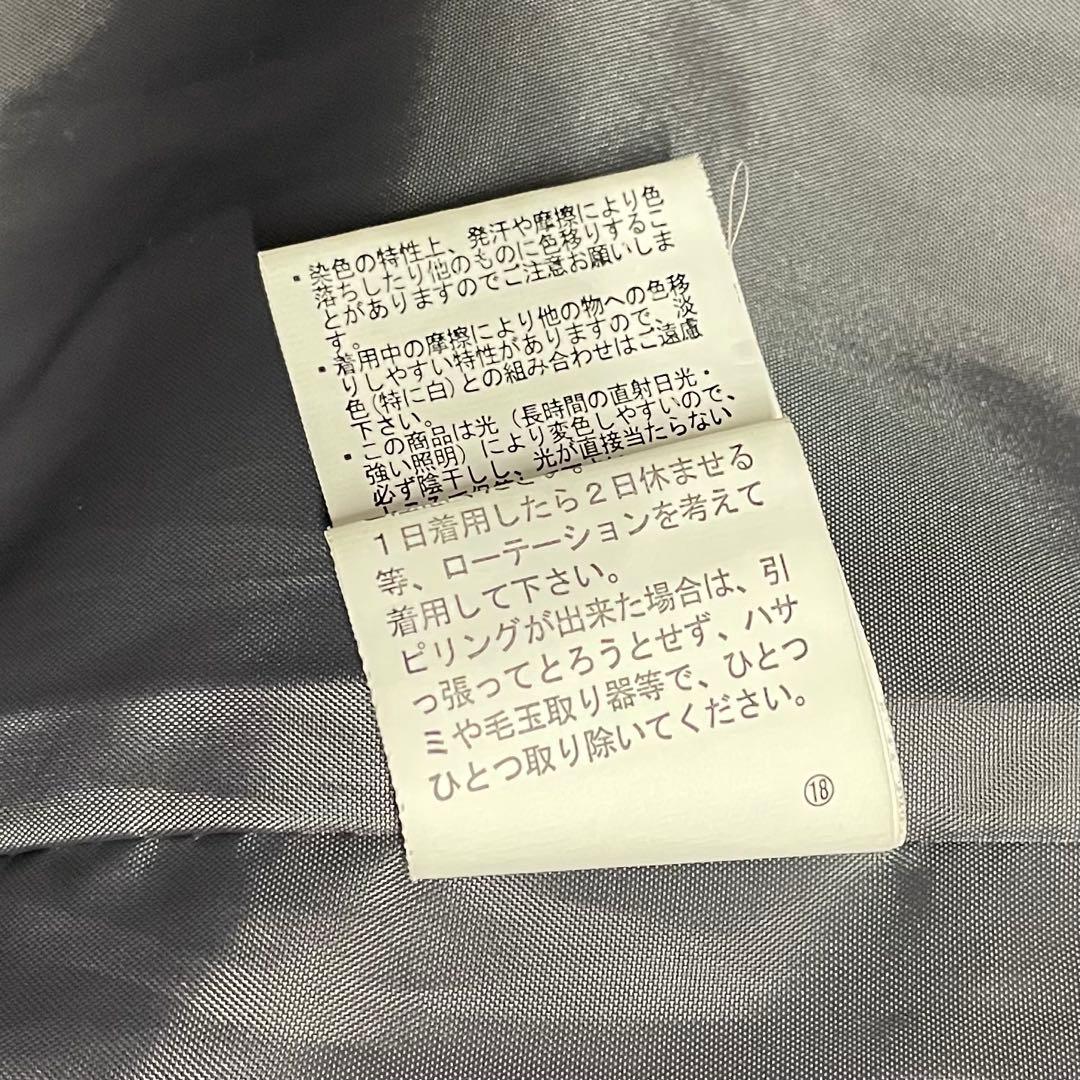 ・染色の特性上、発汗や摩擦により色
落ちしたり他のものに色移りするこ
とがありますのでご注意お願いしま
す。
・着用中の摩擦により他の物への色移
りしやすい特性がありますので、淡
色(特に白)との組み合わせはご遠慮
下さい。
・この商品は光（長時間の直射日光・
強い照明）により変色しやすいので、
必ず陰干しし、光が直接当たらない
1日着用したら2日休ませる
等、ローテーションを考えて
着用して下さい。
ピリングが出来た場合は、引
っ張ってとろうとせず、ハサ
ミや毛玉取り器等で、ひとつ
ひとつ取り除いてください。
⑱